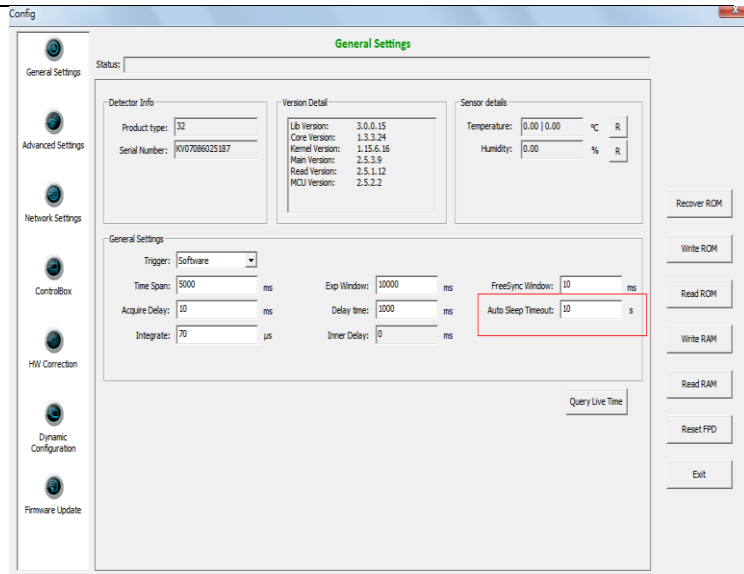 Config
General Settings
Status:
General Settings
Advanced Settings
Network Settings
ControlBox
HW Correction
Dynamic
Configuration
Firmware Update
Detector Info
Product type: 32
Serial Number: KV07086025187
Version Detail
Lib Version: 3.0.0.15
Core Version: 1.3.3.24
Kernel Version: 1.15.6.16
Main Version: 2.5.3.9
Read Version: 2.5.1.12
MCU Version: 2.5.2.2
Sensor details
Temperature: 0.00 | 0.00 ºC R
Humidity: 0.00 % R
General Settings
Trigger: Software
Time Span: 5000 ms Exp Window: 10000 ms FreeSync Window: 10 ms
Acquire Delay: 10 ms Delay time: 1000 ms Auto Sleep Timeout: 10 s
Integrate: 70 µs Inner Delay: 0 ms
Query Live Time
Recover ROM
Write ROM
Read ROM
Write RAM
Read RAM
Reset FPD
Exit